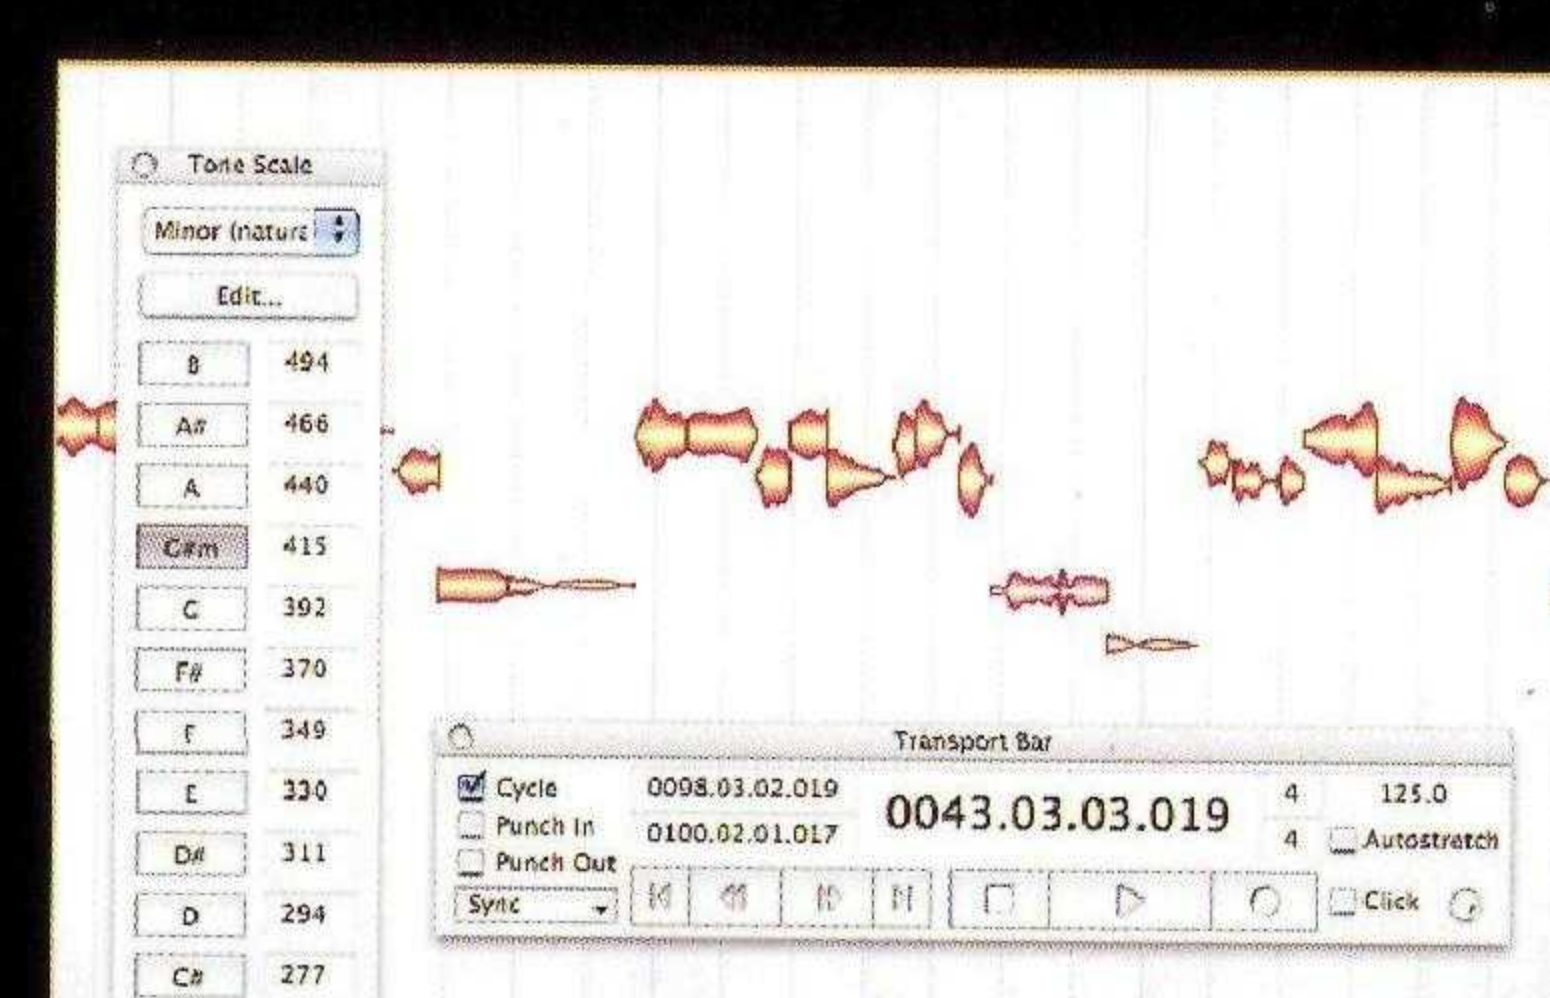 Tone Scale
Minor (natura
Edit...
B 494
A# 466
A 440
G#m 415
G 392
F# 370
F 349
E 330
D# 311
D 294
C# 277
Transport Bar
Cycle 0098.03.02.019 0043.03.03.019 4 125.0
Punch In 0100.02.01.017 4 Autostretch
Punch Out
Sync Click